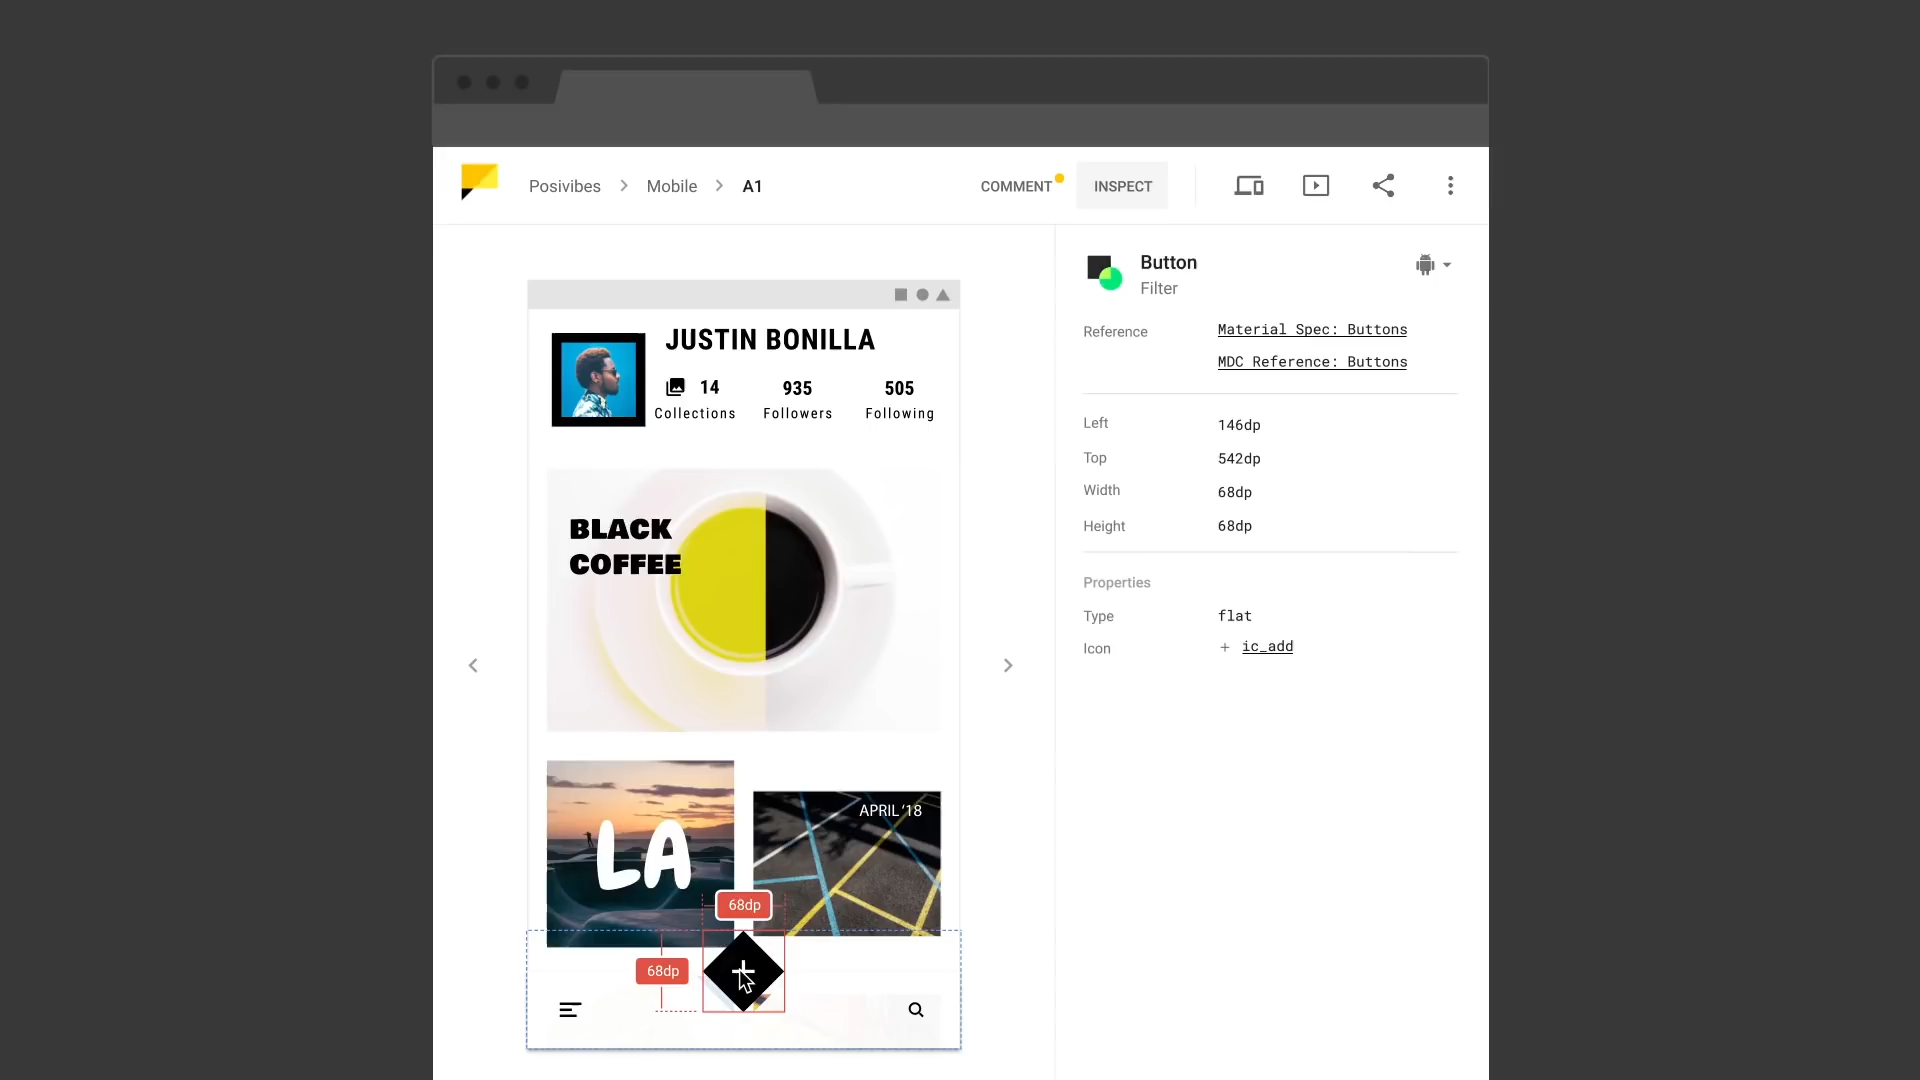 Posivibes > Mobile > A1
COMMENT
INSPECT
Button
Filter
Reference
Material Spec: Buttons
MDC Reference: Buttons
Left
146dp
Top
542dp
Width
68dp
Height
68dp
Properties
Type
flat
Icon
+ ic_add
JUSTIN BONILLA
14
935
505
Collections
Followers
Following
BLACK
COFFEE
LA
APRIL ‘18
68dp
68dp